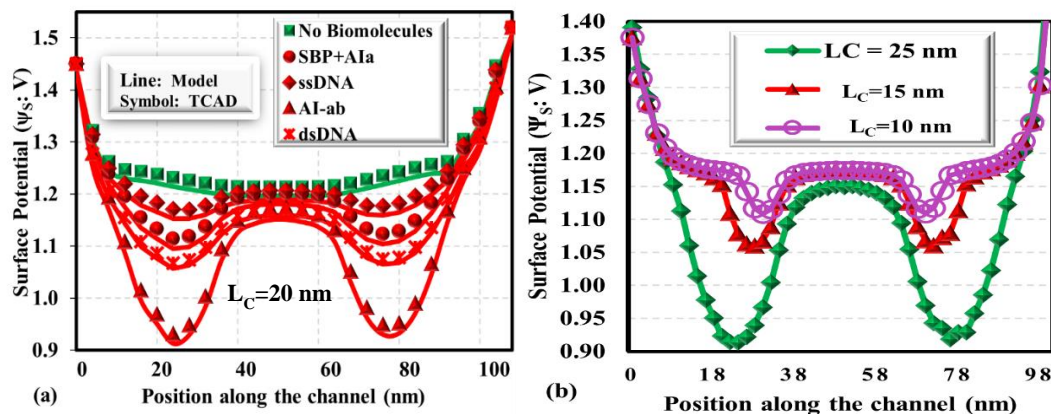 1.5
1.4
1.3
1.2
1.1
1.0
0.9
Surface Potential (ψS: V)
Line: Model
Symbol: TCAD
No Biomolecules
SBP+AIa
ssDNA
AI-ab
dsDNA
LC=20 nm
0 20 40 60 80 100
(a)
Position along the channel (nm)
1.40
1.35
1.30
1.25
1.20
1.15
1.10
1.05
1.00
0.95
0.90
Surface Potential (ΨS: V)
LC = 25 nm
LC=15 nm
LC=10 nm
0 18 38 58 78 98
(b)
Position along the channel (nm)